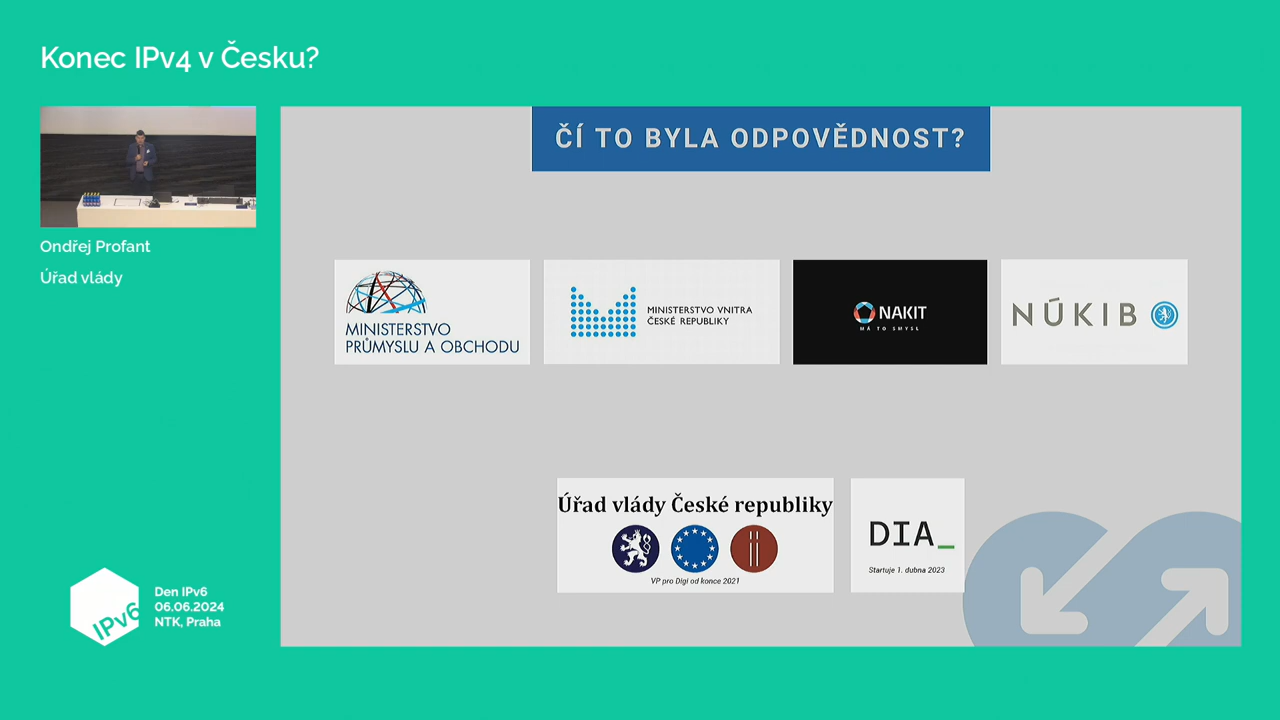 Konec IPv4 v Česku?
ČÍ TO BYLA ODPOVĚDNOST?
Ondřej Profant
Úřad vlády
MINISTERSTVO
PRŮMYSLU A OBCHODU
MINISTERSTVO VNITRA
ČESKÉ REPUBLIKY
NAKIT
MÁ TO SMYSL
NÚKIB
Úřad vlády České republiky
VP pro Digi od konce 2021
DIA_
Startuje 1. dubna 2023
IPv6
Den IPv6
06.06.2024
NTK, Praha